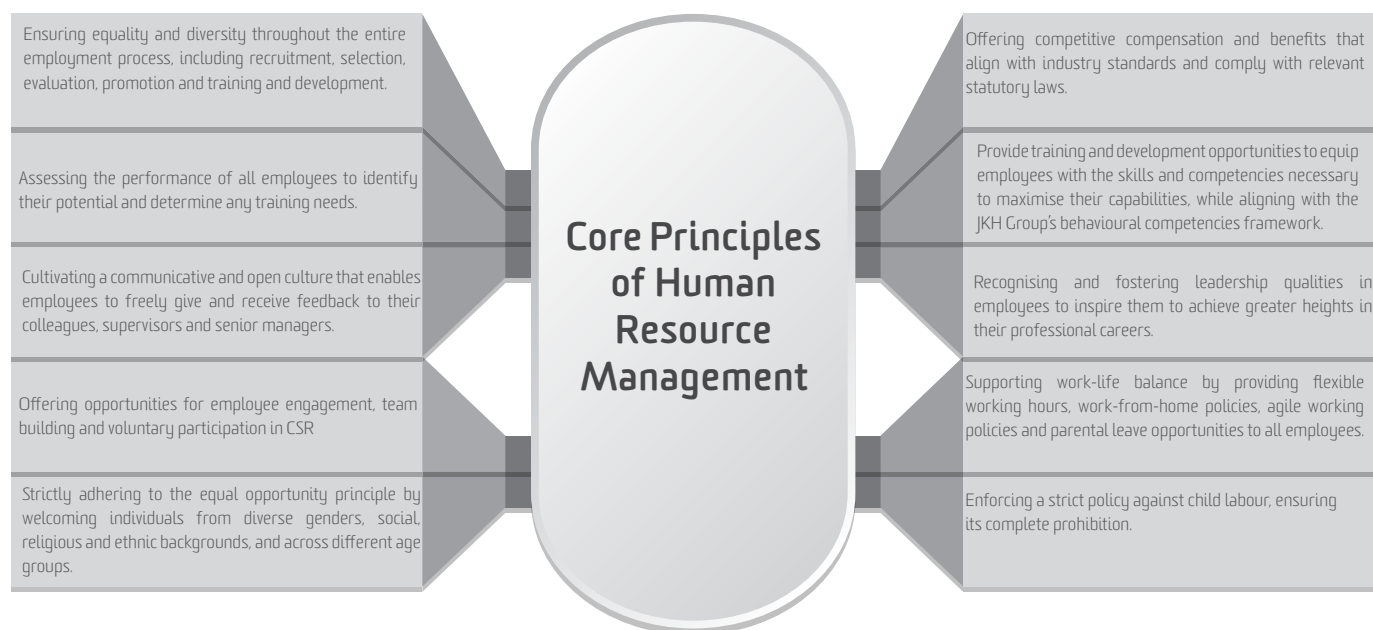 Ensuring equality and diversity throughout the entire
employment process, including recruitment, selection,
evaluation, promotion and training and development.
Assessing the performance of all employees to identify
their potential and determine any training needs.
Cultivating a communicative and open culture that enables
employees to freely give and receive feedback to their
colleagues, supervisors and senior managers.
Offering opportunities for employee engagement, team
building and voluntary participation in CSR
Strictly adhering to the equal opportunity principle by
welcoming individuals from diverse genders, social,
religious and ethnic backgrounds, and across different age
groups.
Core Principles
of Human
Resource
Management
Offering competitive compensation and benefits that
align with industry standards and comply with relevant
statutory laws.
Provide training and development opportunities to equip
employees with the skills and competencies necessary
to maximise their capabilities, while aligning with the
JKH Group's behavioural competencies framework.
Recognising and fostering leadership qualities in
employees to inspire them to achieve greater heights in
their professional careers.
Supporting work-life balance by providing flexible
working hours, work-from-home policies, agile working
policies and parental leave opportunities to all employees.
Enforcing a strict policy against child labour, ensuring
its complete prohibition.